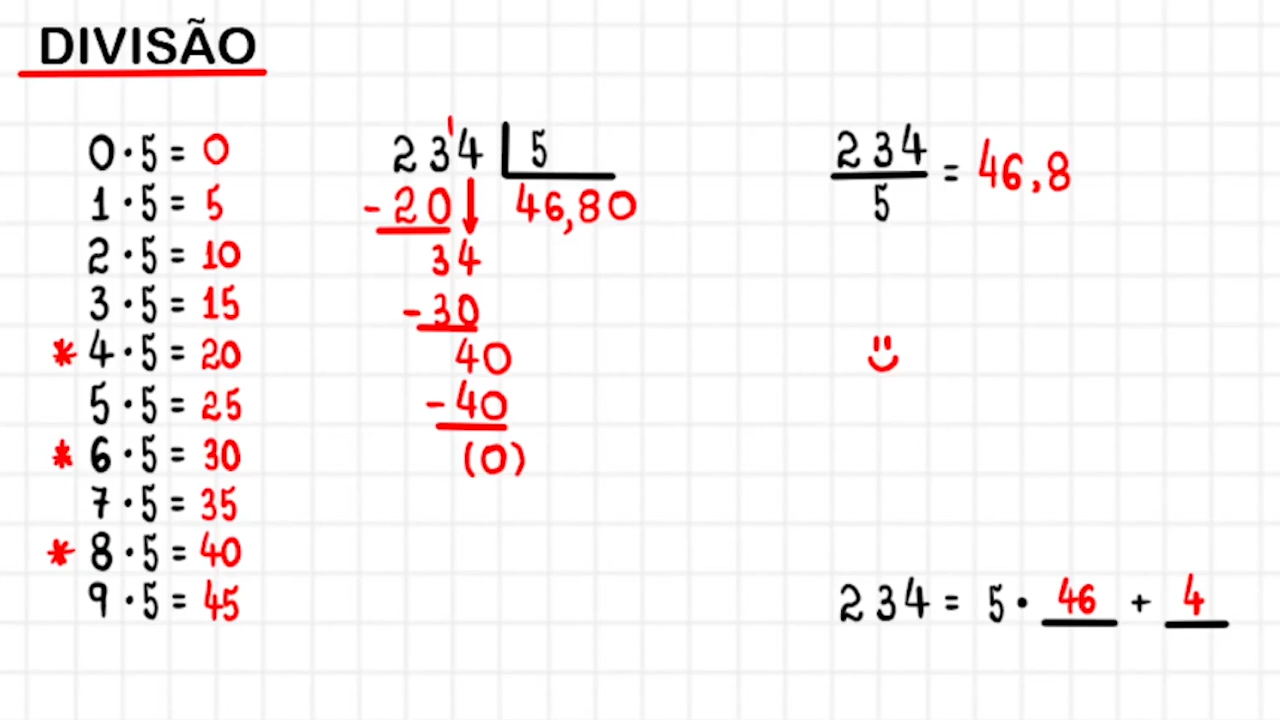 DIVISÃO
0 · 5 = 0
1 · 5 = 5
2 · 5 = 10
3 · 5 = 15
* 4 · 5 = 20
5 · 5 = 25
* 6 · 5 = 30
7 · 5 = 35
* 8 · 5 = 40
9 · 5 = 45
23'4 5
- 20 46,80
34
- 30
40
- 40
(0)
234
5
= 46,8
234 = 5 · 46 + 4